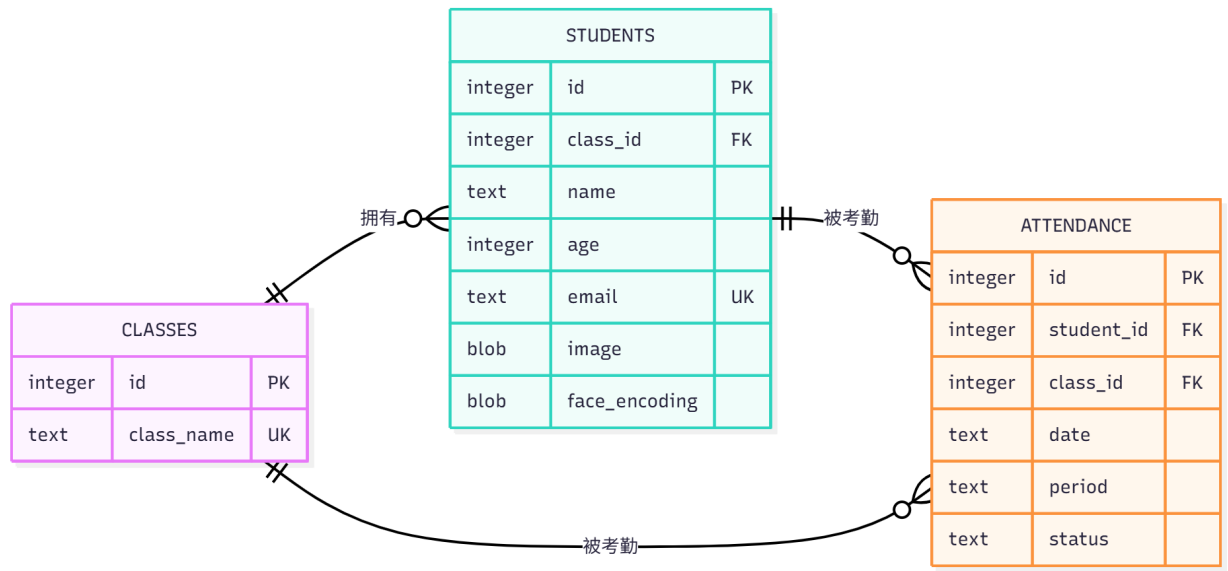 STUDENTS
integer id PK
integer class_id FK
text name
integer age
text email UK
blob image
blob face_encoding
拥有
被考勤
CLASSES
integer id PK
text class_name UK
ATTENDANCE
integer id PK
integer student_id FK
integer class_id FK
text date
text period
text status
被考勤